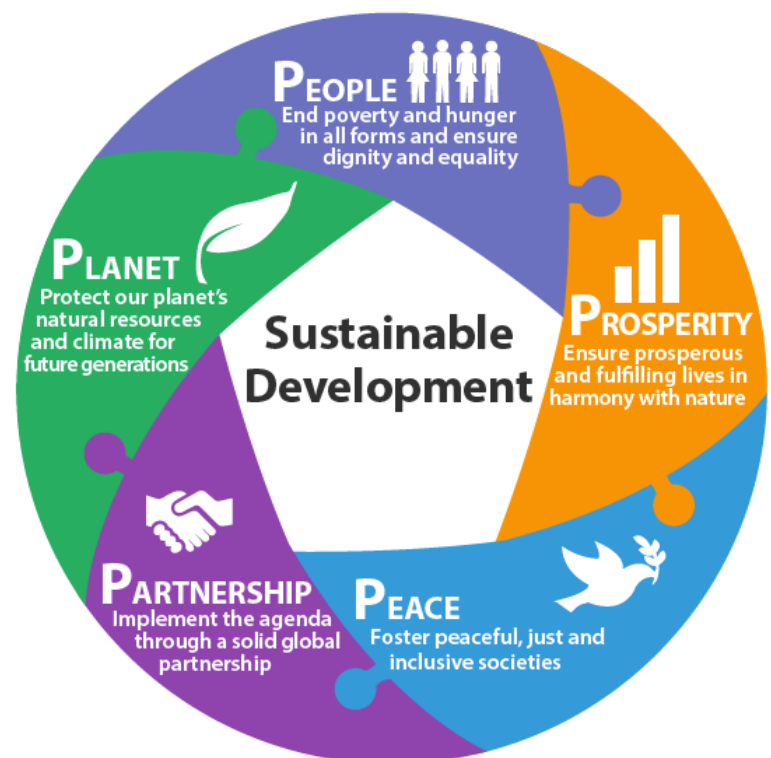 PEOPLE
End poverty and hunger
in all forms and ensure
dignity and equality
PROSPERITY
Ensure prosperous
and fulfilling lives in
harmony with nature
PEACE
Foster peaceful, just and
inclusive societies
PARTNERSHIP
Implement the agenda
through a solid global
partnership
PLANET
Protect our planet's
natural resources
and climate for
future generations
Sustainable
Development